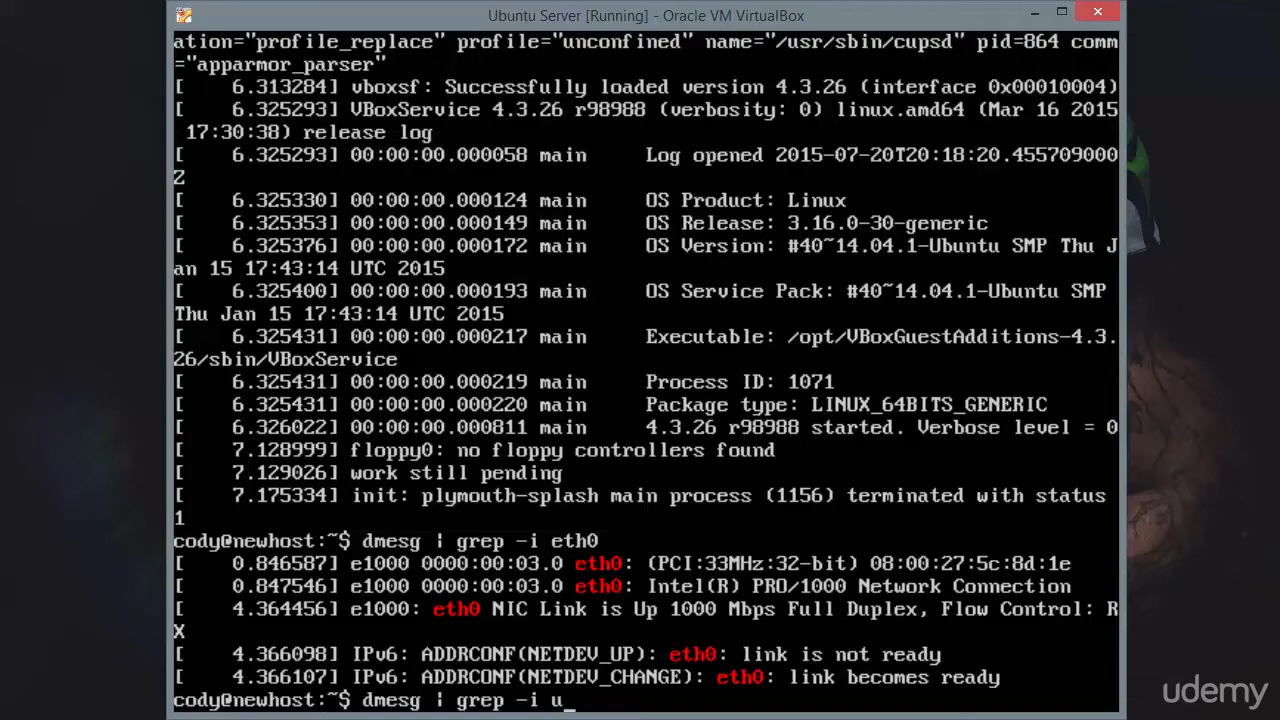 Ubuntu Server [Running] - Oracle VM VirtualBox
ation="profile_replace" profile="unconfined" name="/usr/sbin/cupsd" pid=864 comm
="apparmor_parser"
[    6.313284] vboxsf: Successfully loaded version 4.3.26 (interface 0x00010004)
[    6.325293] VBoxService 4.3.26 r98988 (verbosity: 0) linux.amd64 (Mar 16 2015
 17:30:38) release log
[    6.325293] 00:00:00.000058 main     Log opened 2015-07-20T20:18:20.455709000
Z
[    6.325330] 00:00:00.000124 main     OS Product: Linux
[    6.325353] 00:00:00.000149 main     OS Release: 3.16.0-30-generic
[    6.325376] 00:00:00.000172 main     OS Version: #40~14.04.1-Ubuntu SMP Thu J
an 15 17:43:14 UTC 2015
[    6.325400] 00:00:00.000193 main     OS Service Pack: #40~14.04.1-Ubuntu SMP
Thu Jan 15 17:43:14 UTC 2015
[    6.325431] 00:00:00.000217 main     Executable: /opt/VBoxGuestAdditions-4.3.
26/sbin/VBoxService
[    6.325431] 00:00:00.000219 main     Process ID: 1071
[    6.325431] 00:00:00.000220 main     Package type: LINUX_64BITS_GENERIC
[    6.326022] 00:00:00.000811 main     4.3.26 r98988 started. Verbose level = 0
[    7.128999] floppy0: no floppy controllers found
[    7.129026] work still pending
[    7.175334] init: plymouth-splash main process (1156) terminated with status
1
cody@newhost:~$ dmesg | grep -i eth0
[    0.846587] e1000 0000:00:03.0 eth0: (PCI:33MHz:32-bit) 08:00:27:5c:8d:1e
[    0.847546] e1000 0000:00:03.0 eth0: Intel(R) PRO/1000 Network Connection
[    4.364456] e1000: eth0 NIC Link is Up 1000 Mbps Full Duplex, Flow Control: R
X
[    4.366098] IPv6: ADDRCONF(NETDEV_UP): eth0: link is not ready
[    4.366107] IPv6: ADDRCONF(NETDEV_CHANGE): eth0: link becomes ready
cody@newhost:~$ dmesg | grep -i u_
udemy